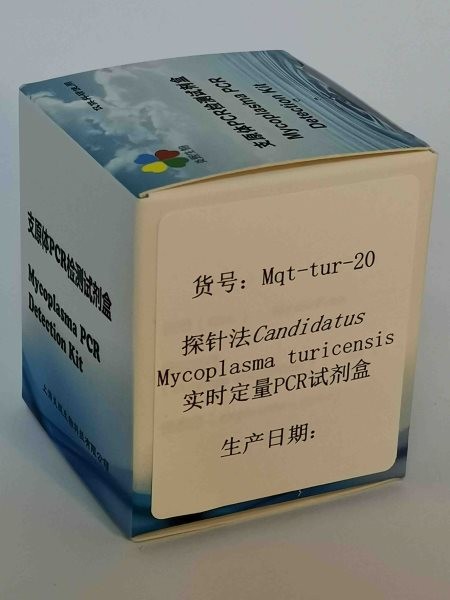 支原体PCR检测试剂盒
Mycoplasma PCR
Detection Kit
支原体PCR检测试剂盒
Mycoplasma PCR
Detection Kit
货号：Mqt-tur-20
探针法Candidatus
Mycoplasma turicensis
实时定量PCR试剂盒
生产日期：